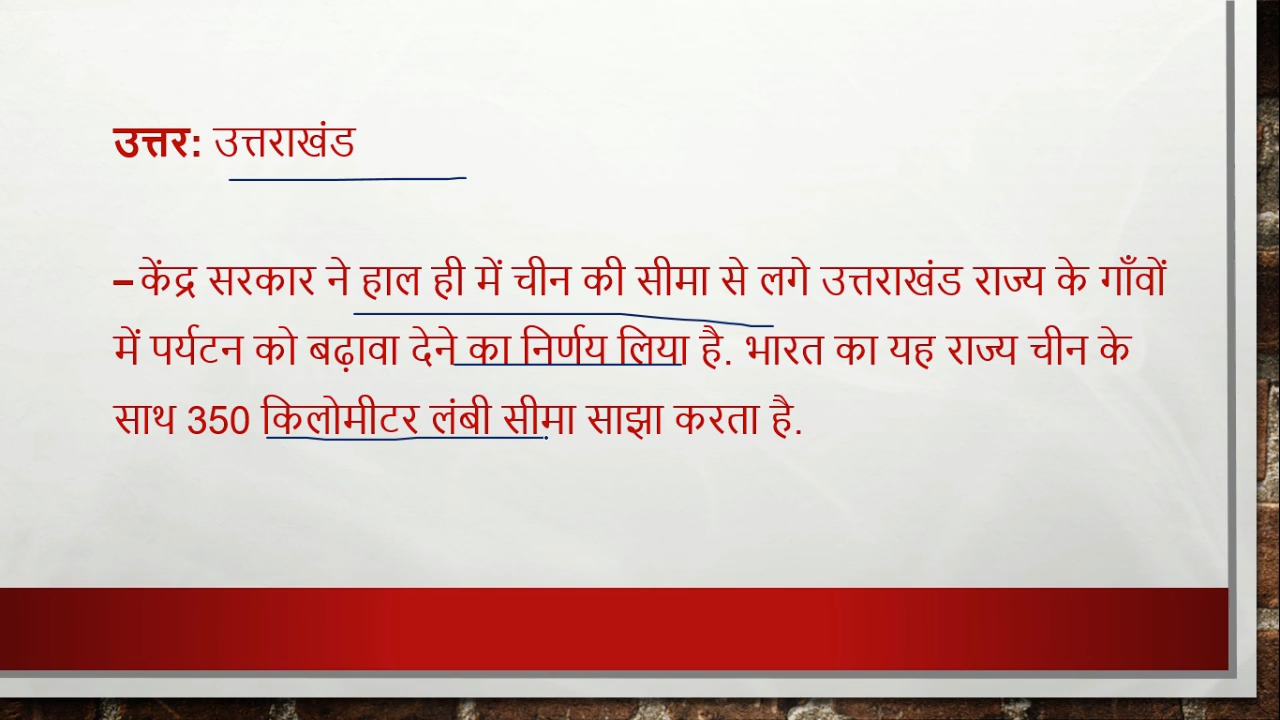 उत्तर: उत्तराखंड
– केंद्र सरकार ने हाल ही में चीन की सीमा से लगे उत्तराखंड राज्य के गाँवों
में पर्यटन को बढ़ावा देने का निर्णय लिया है. भारत का यह राज्य चीन के
साथ 350 किलोमीटर लंबी सीमा साझा करता है.